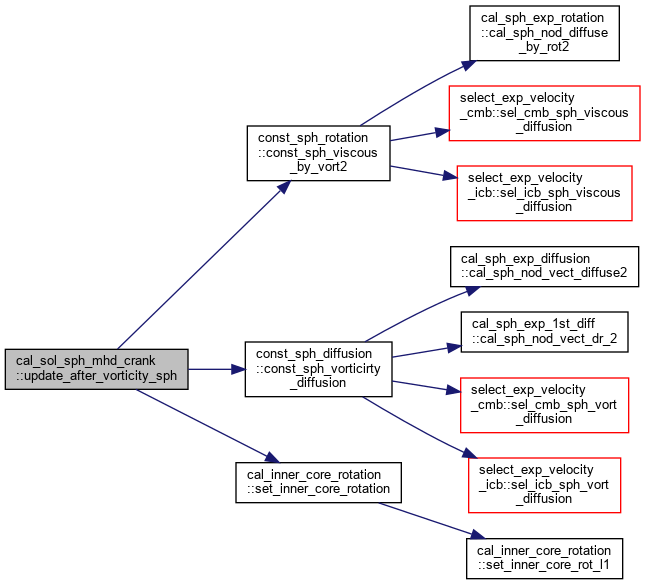 cal_sph_exp_rotation
::cal_sph_nod_diffuse
_by_rot2
select_exp_velocity
_cmb::sel_cmb_sph_viscous
_diffusion
const_sph_rotation
::const_sph_viscous
_by_vort2
select_exp_velocity
_icb::sel_icb_sph_viscous
_diffusion
cal_sph_exp_diffusion
::cal_sph_nod_vect_diffuse2
cal_sph_exp_1st_diff
::cal_sph_nod_vect_dr_2
cal_sol_sph_mhd_crank
::update_after_vorticity_sph
const_sph_diffusion
::const_sph_vorticirty
_diffusion
select_exp_velocity
_cmb::sel_cmb_sph_vort
_diffusion
select_exp_velocity
_icb::sel_icb_sph_vort
_diffusion
cal_inner_core_rotation
::set_inner_core_rotation
cal_inner_core_rotation
::set_inner_core_rot_l1